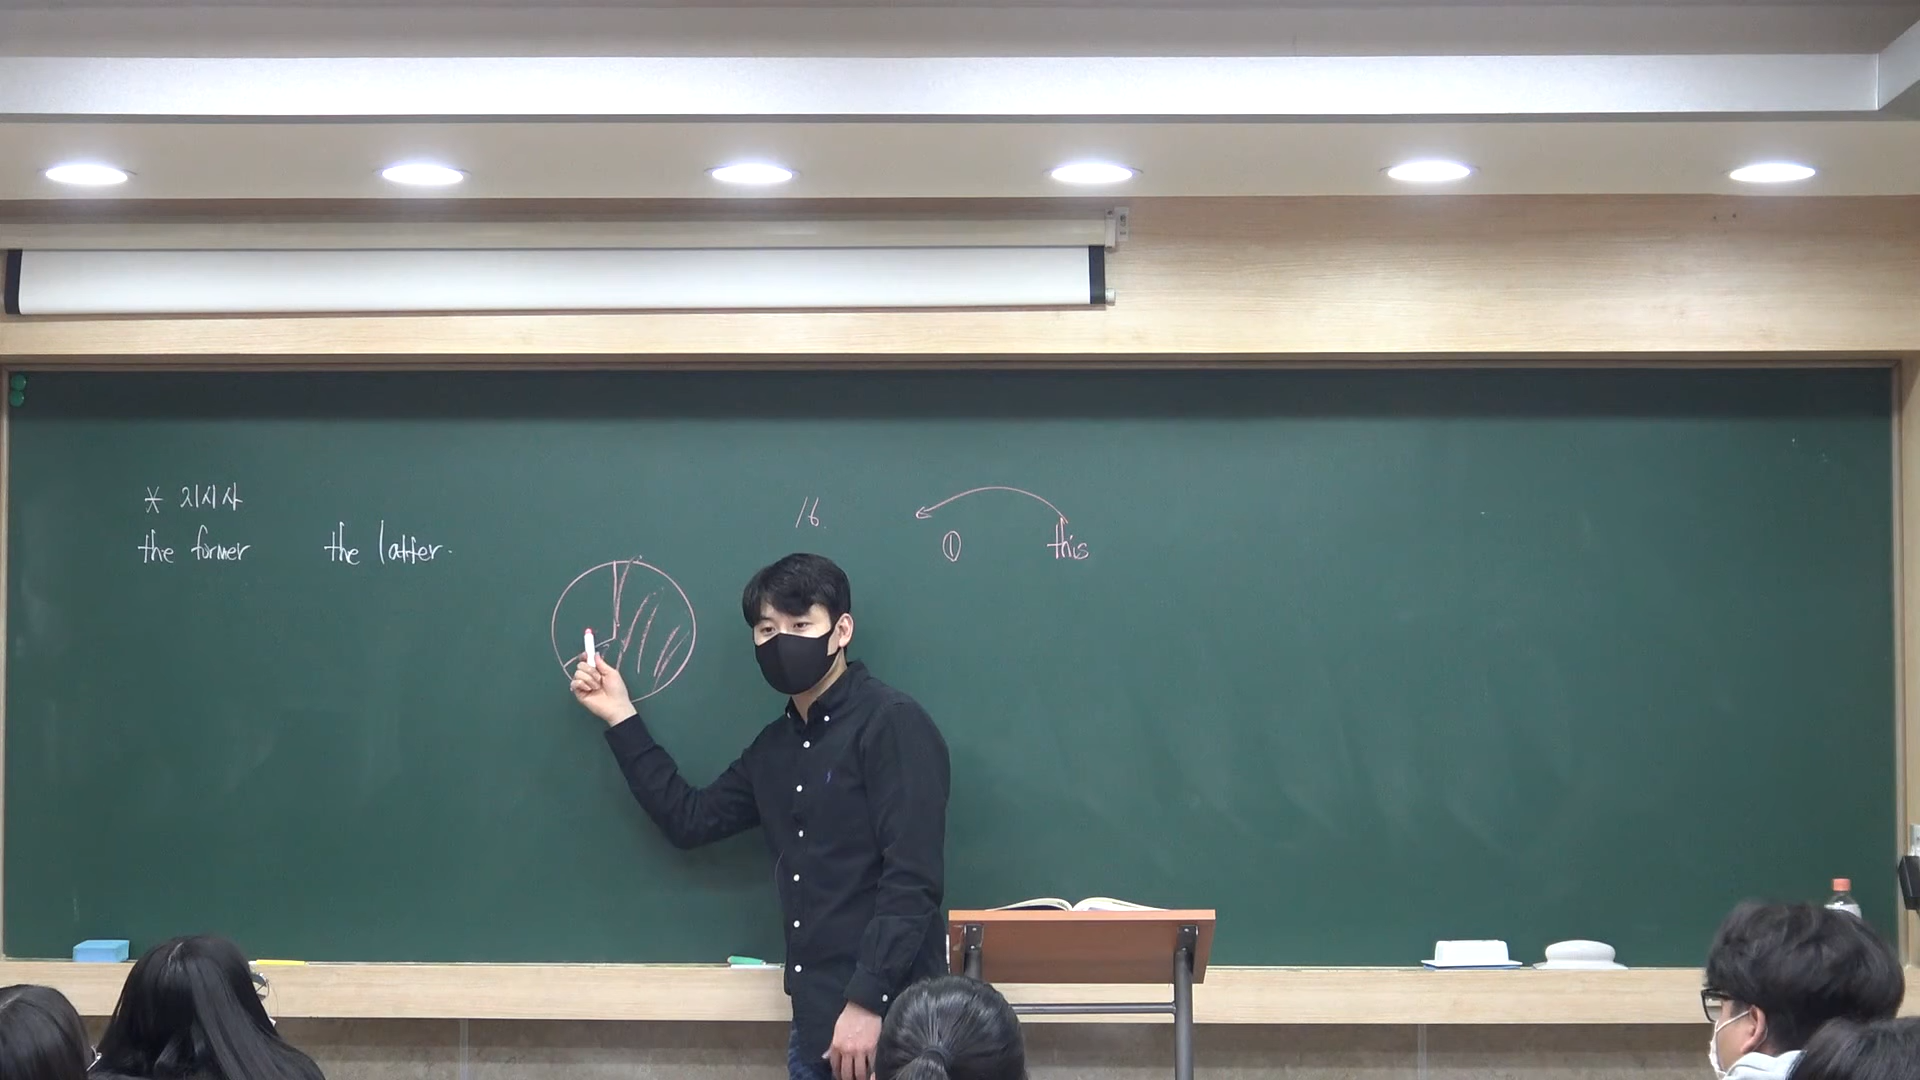 * 지시사
the former the latter.
16.
① this